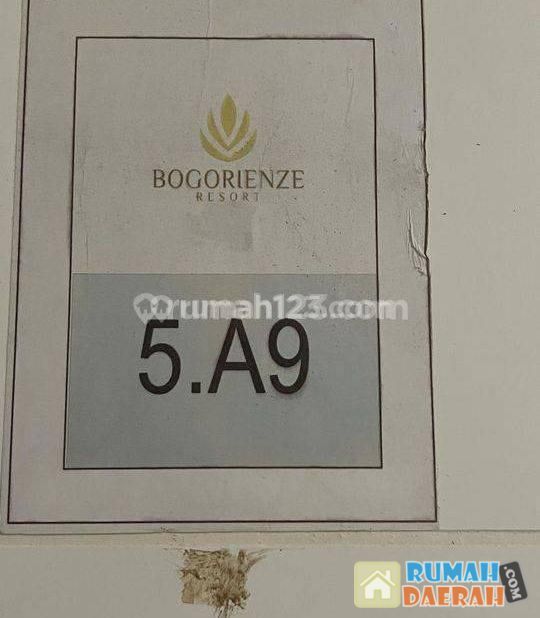 BOGORIENZE
RESORT
rumah123.com
5.A9
RUMAH
DAERAH
.COM